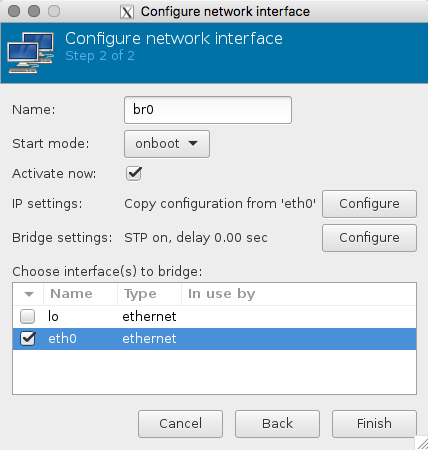 Configure network interface
Configure network interface
Step 2 of 2
Name: br0
Start mode: onboot
Activate now:
IP settings: Copy configuration from 'eth0' Configure
Bridge settings: STP on, delay 0.00 sec Configure
Choose interface(s) to bridge:
Name Type In use by
lo ethernet
eth0 ethernet
Cancel Back Finish